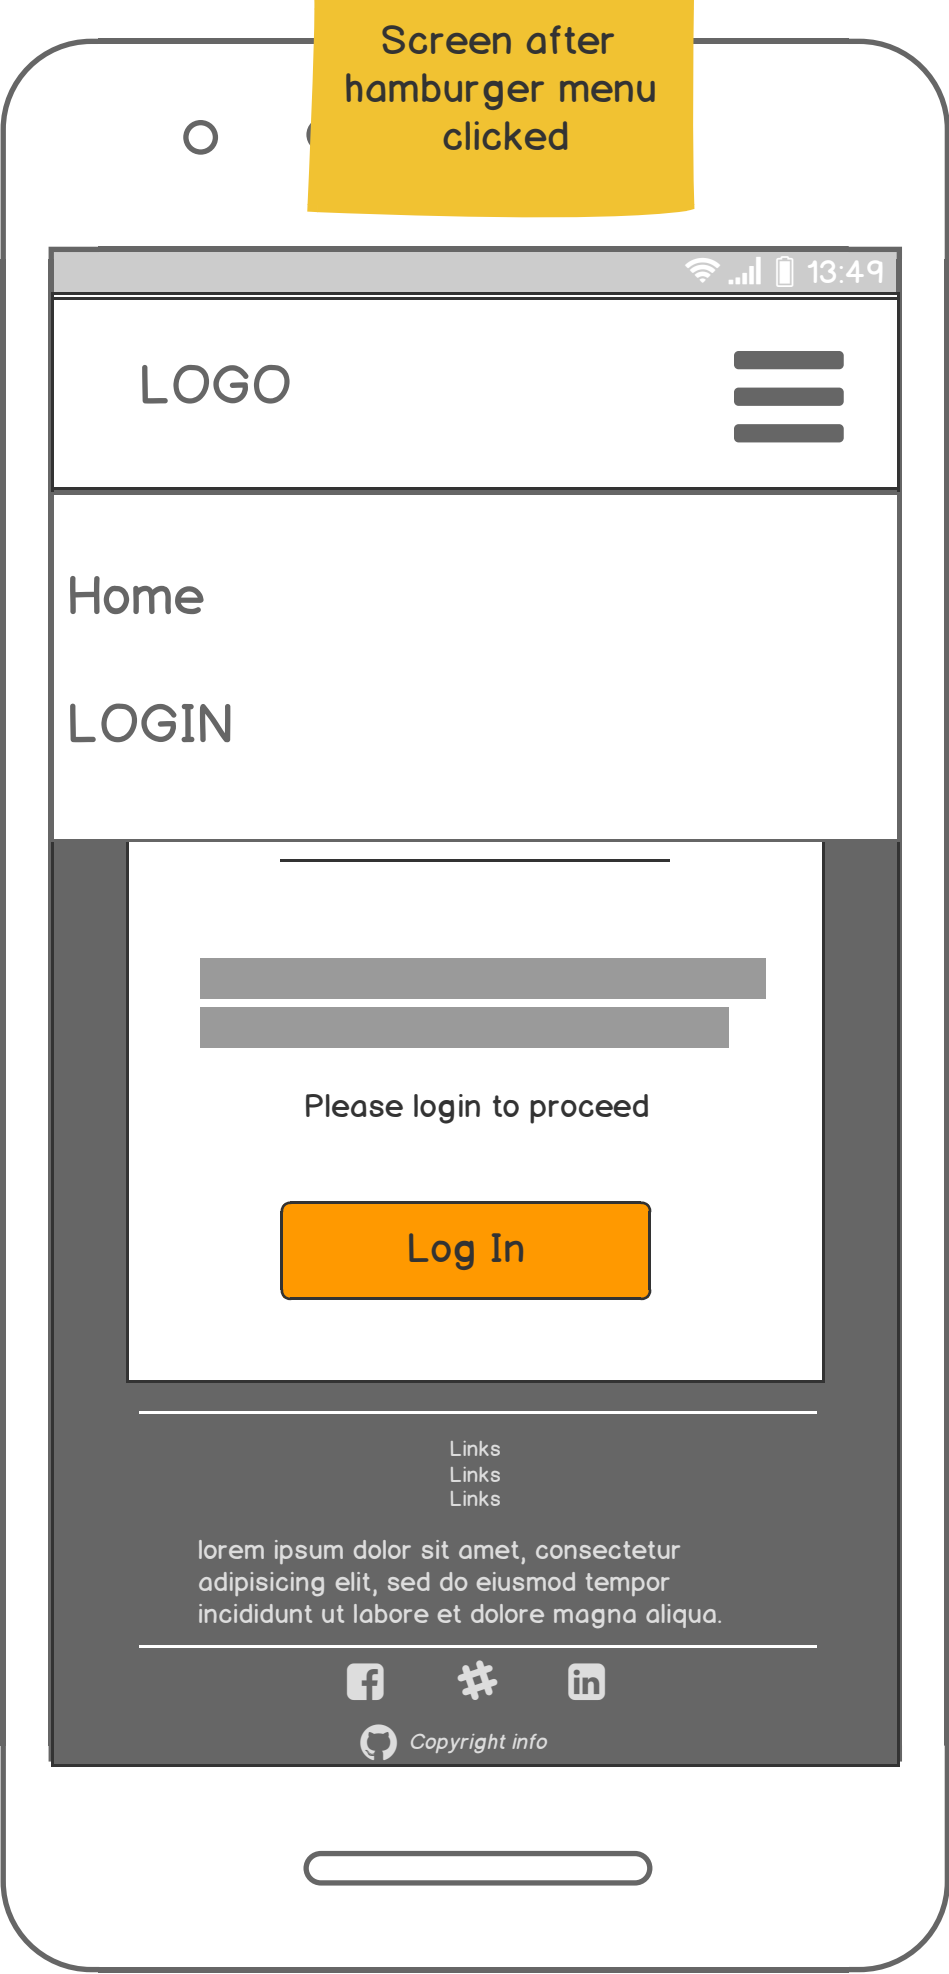 Screen after
hamburger menu
clicked
13:49
LOGO
Home
LOGIN
Please login to proceed
Log In
Links
Links
Links
lorem ipsum dolor sit amet, consectetur
adipisicing elit, sed do eiusmod tempor
incididunt ut labore et dolore magna aliqua.
Copyright info